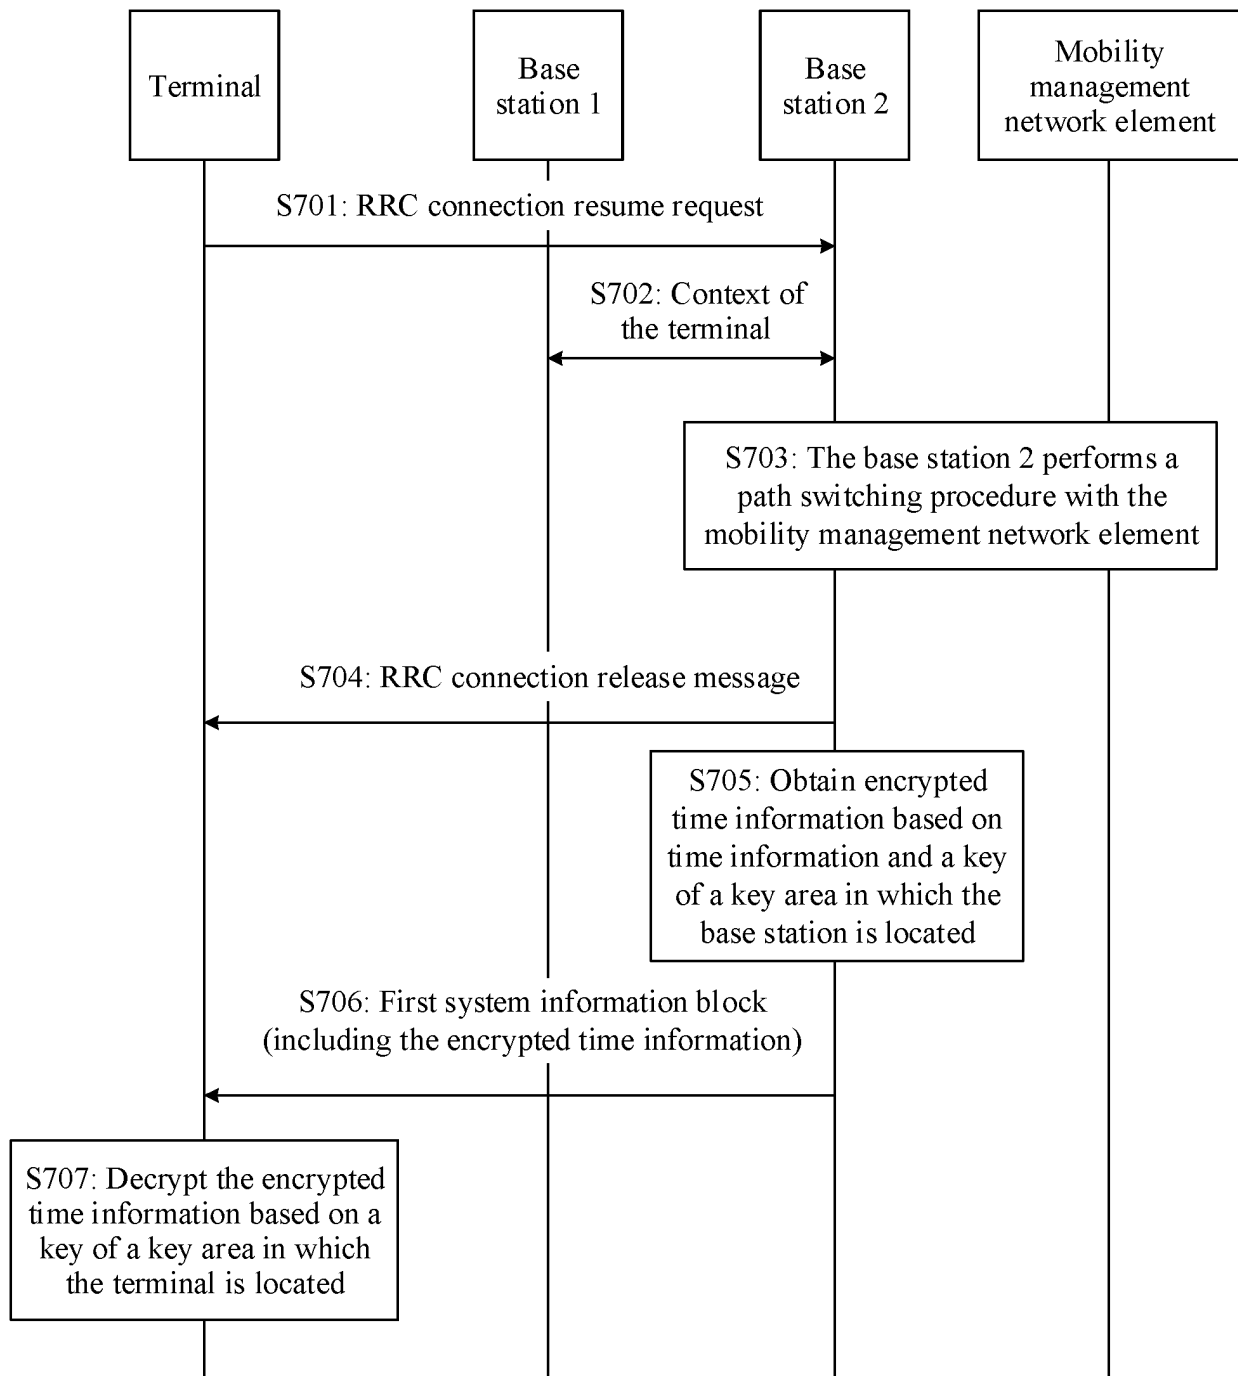 Terminal
Base
station 1
Base
station 2
Mobility
management
network element
S701: RRC connection resume request
S702: Context of
the terminal
S703: The base station 2 performs a
path switching procedure with the
mobility management network element
S704: RRC connection release message
S705: Obtain encrypted
time information based on
time information and a key
of a key area in which the
base station is located
S706: First system information block
(including the encrypted time information)
S707: Decrypt the encrypted
time information based on a
key of a key area in which
the terminal is located